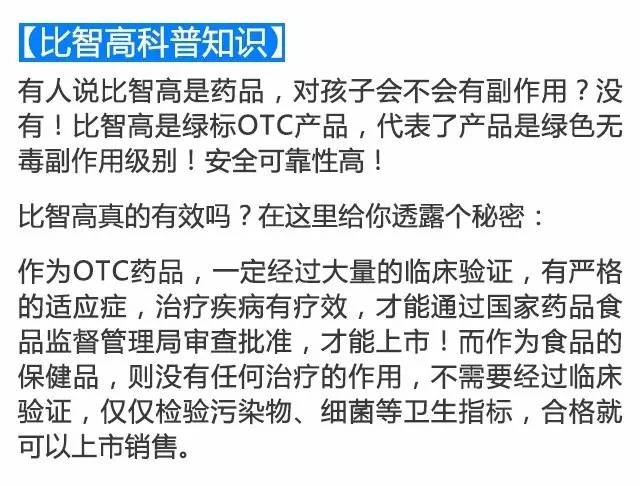 【比智高科普知识】
有人说比智高是药品，对孩子会不会有副作用？没
有！比智高是绿标OTC产品，代表了产品是绿色无
毒副作用级别！安全可靠性高！
比智高真的有效吗？在这里给你透露个秘密：
作为OTC药品，一定经过大量的临床验证，有严格
的适应症，治疗疾病有疗效，才能通过国家药品食
品监督管理局审查批准，才能上市！而作为食品的
保健品，则没有任何治疗的作用，不需要经过临床
验证，仅仅检验污染物、细菌等卫生指标，合格就
可以上市销售。